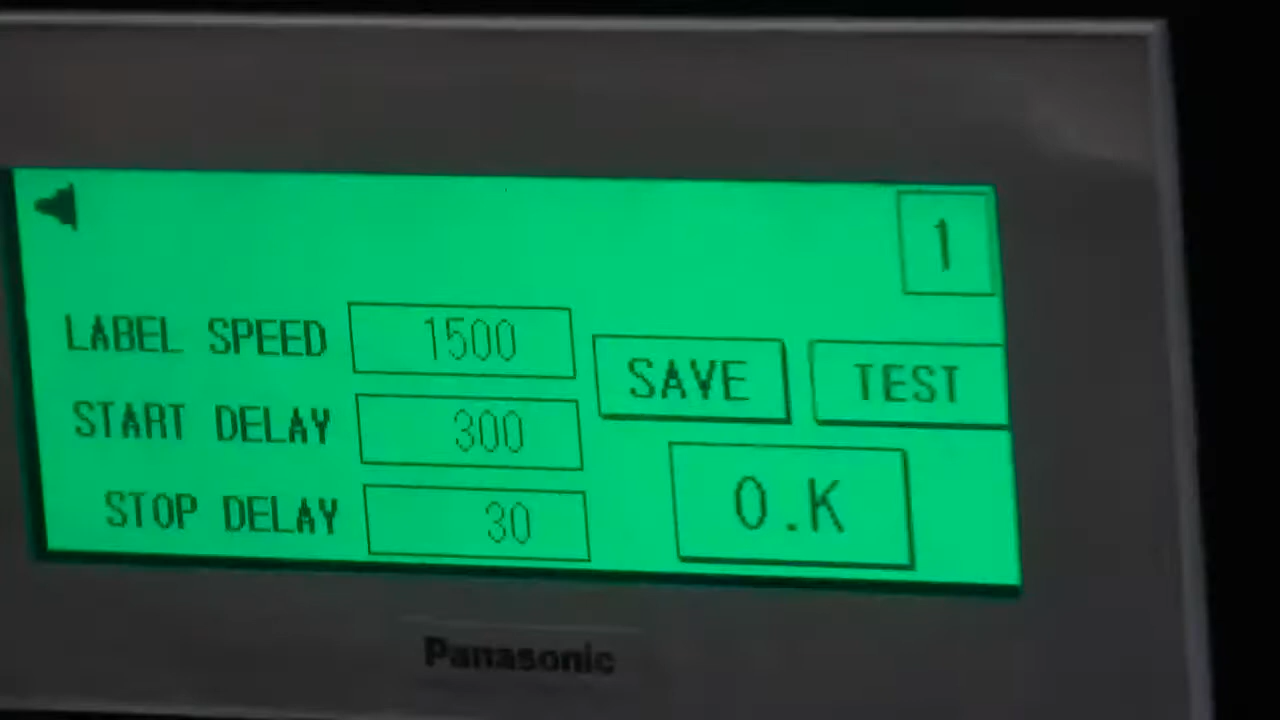 1
LABEL SPEED 1500
START DELAY 300
STOP DELAY 30
SAVE TEST
O.K
Panasonic